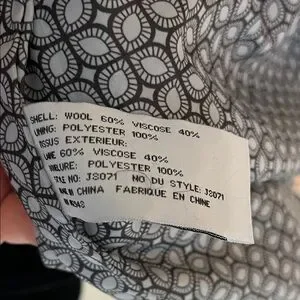 SHELL: WOOL 60% VISCOSE 40%
LINING: POLYESTER 100%
TISSUS EXTERIEUR:
LAINE 60% VISCOSE 40%
DOUBLURE: POLYESTER 100%
STYLE NO: JS071 NO DU STYLE: JS071
MADE IN CHINA FABRIQUE EN CHINE